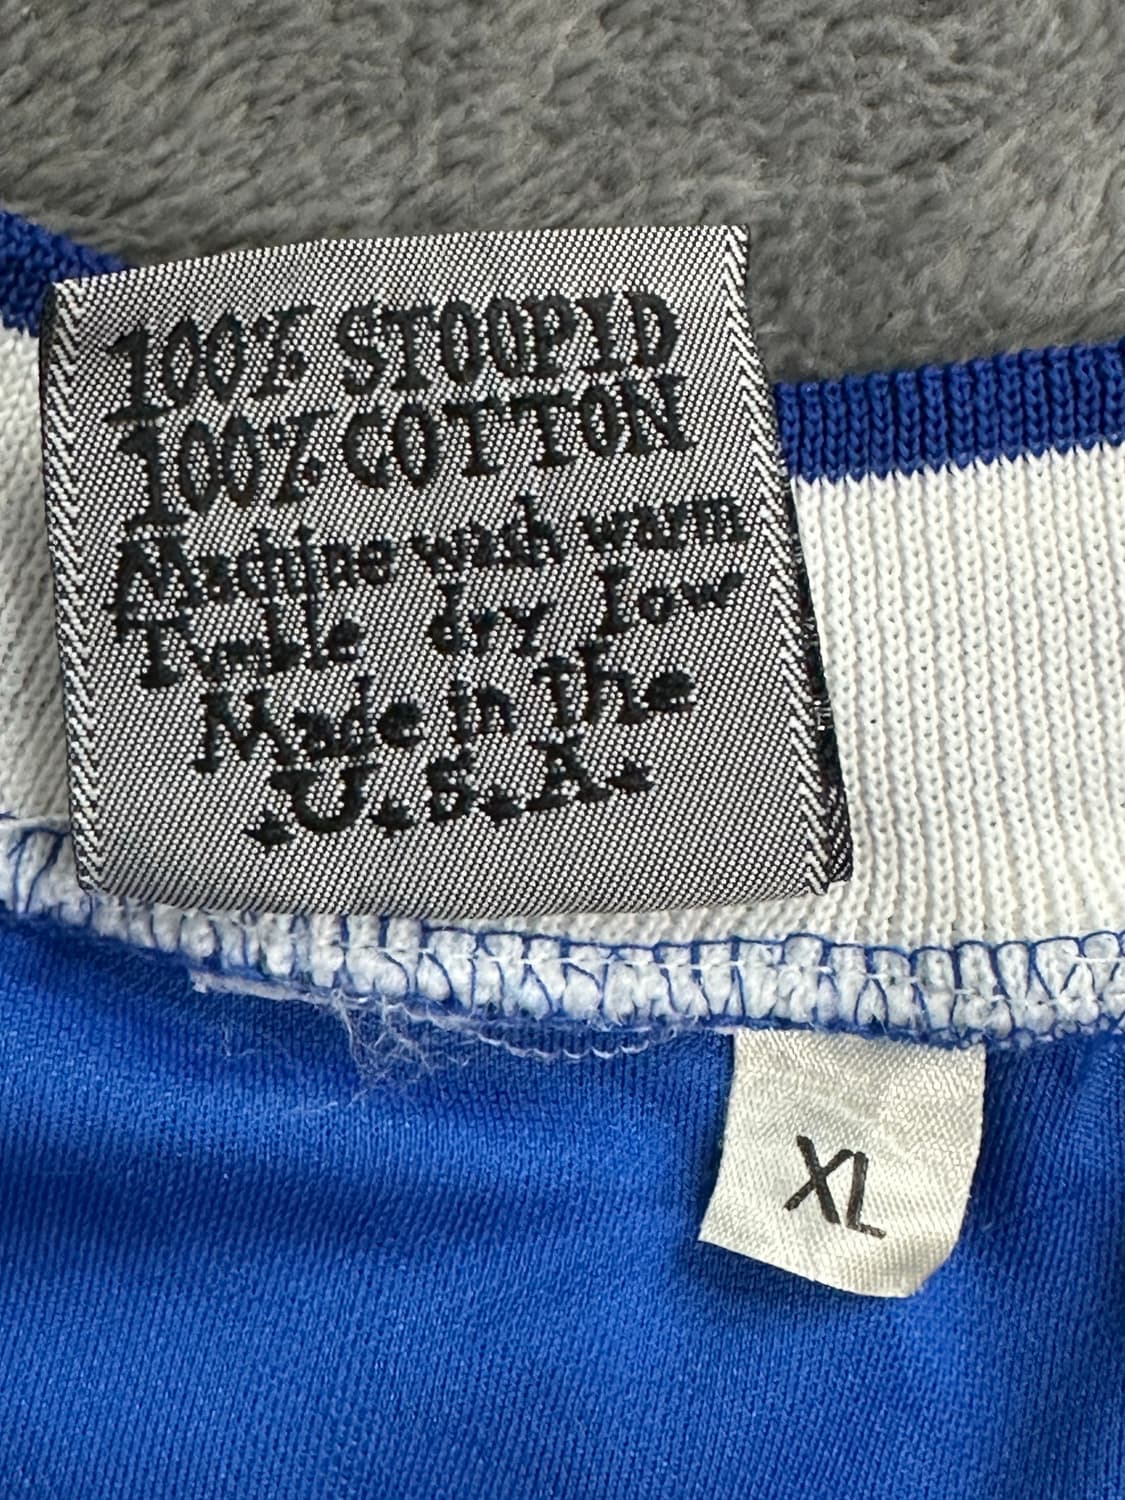 100% STOOPID
100% COTTON
Machine wash warm
Tumble dry low
Made in The
.U.S.A.
XL